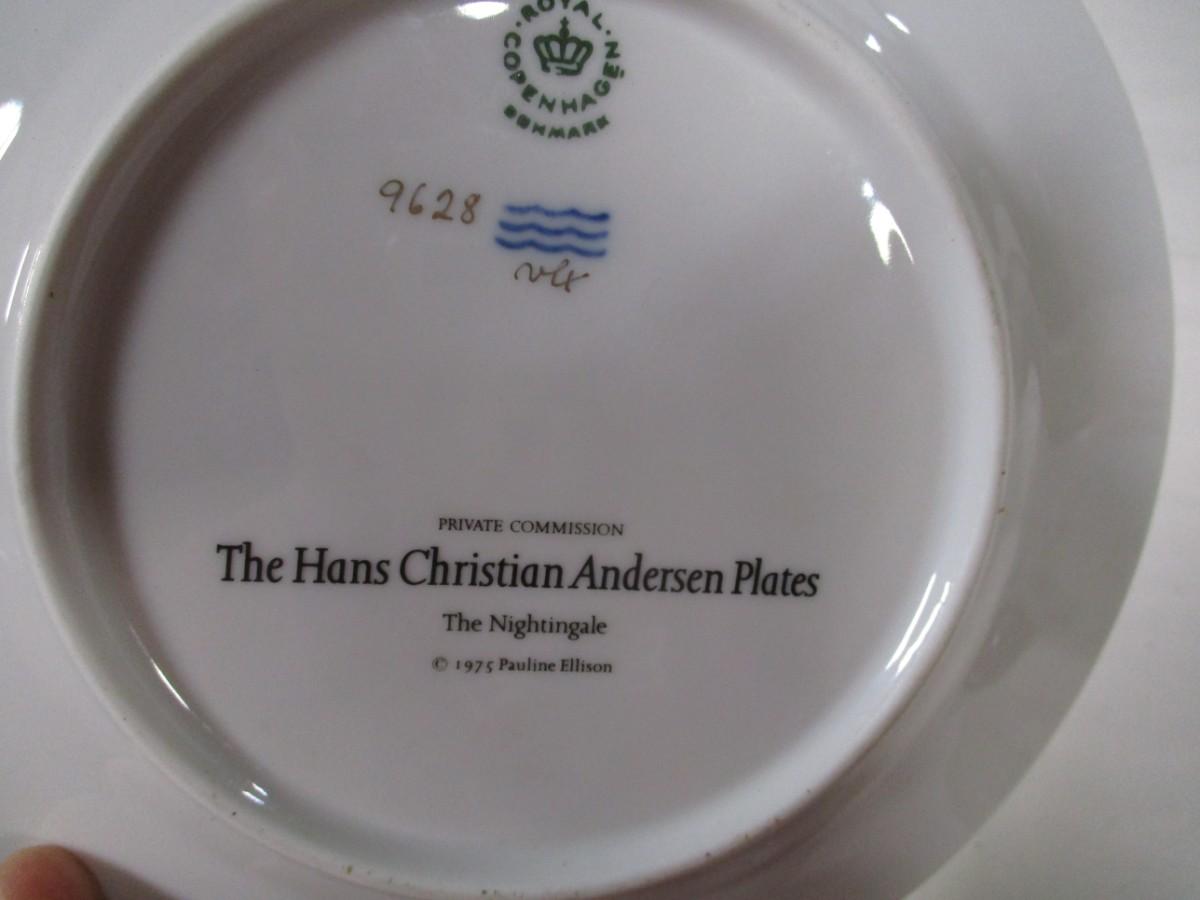 ROYAL
COPENHAGEN
DENMARK
9628
PRIVATE COMMISSION
The Hans Christian Andersen Plates
The Nightingale
© 1975 Pauline Ellison